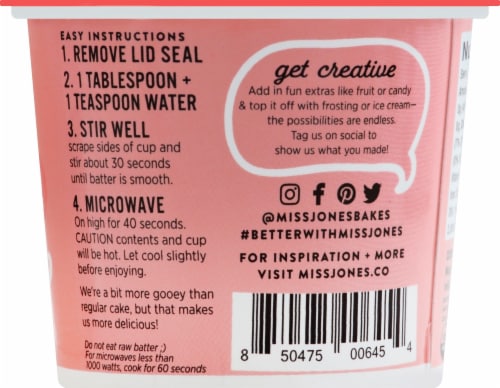 EASY INSTRUCTIONS
1. REMOVE LID SEAL
2. 1 TABLESPOON +
1 TEASPOON WATER
3. STIR WELL
scrape sides of cup and
stir about 30 seconds
until batter is smooth.
4. MICROWAVE
On high for 40 seconds.
CAUTION contents and cup
will be hot. Let cool slightly
before enjoying.
We're a bit more gooey than
regular cake, but that makes
us more delicious!
Do not eat raw batter ;)
For microwaves less than
1000 watts, cook for 60 seconds
get creative
Add in fun extras like fruit or candy
& top it off with frosting or ice cream—
the possibilities are endless.
Tag us on social to
show us what you made!
@MISSJONESBAKES
#BETTERWITHMISSJONES
FOR INSPIRATION + MORE
VISIT MISSJONES.CO
8 50475 00645 4